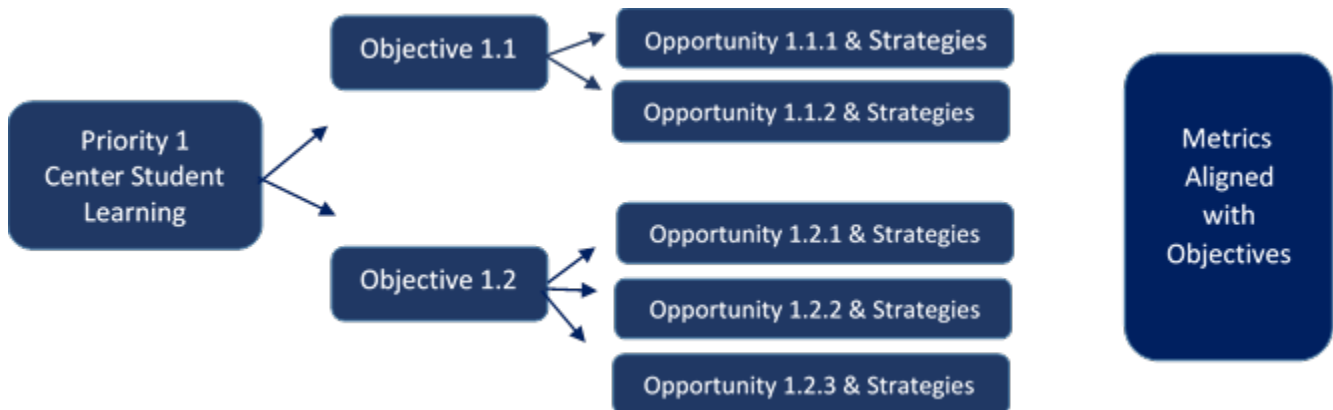 Priority 1
Center Student
Learning
Objective 1.1
Opportunity 1.1.1 & Strategies
Opportunity 1.1.2 & Strategies
Objective 1.2
Opportunity 1.2.1 & Strategies
Opportunity 1.2.2 & Strategies
Opportunity 1.2.3 & Strategies
Metrics
Aligned
with
Objectives